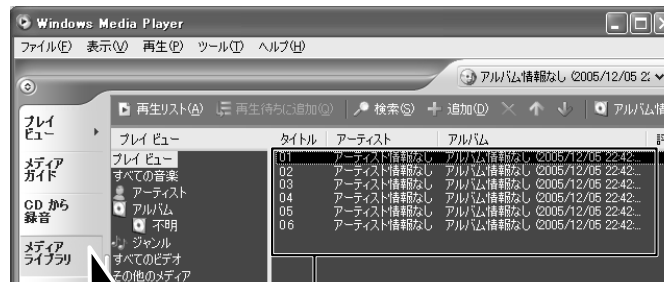 Windows Media Player
ファイル(F) 表示(V) 再生(P) ツール(T) ヘルプ(H)
アルバム情報なし (2005/12/05 2
再生リスト(A) 再生待ちに追加(Q) 検索(S) 追加(D) アルバム情
プレイ ビュー
メディア ガイド
CD から 録音
メディア ライブラリ
プレイ ビュー
プレイ ビュー
すべての音楽
アーティスト
アルバム
不明
ジャンル
すべてのビデオ
その他のメディア
タイトル アーティスト アルバム 評
01 アーティスト情報なし アルバム情報なし (2005/12/05 22:42:...
02 アーティスト情報なし アルバム情報なし (2005/12/05 22:42:...
03 アーティスト情報なし アルバム情報なし (2005/12/05 22:42:...
04 アーティスト情報なし アルバム情報なし (2005/12/05 22:42:...
05 アーティスト情報なし アルバム情報なし (2005/12/05 22:42:...
06 アーティスト情報なし アルバム情報なし (2005/12/05 22:42:...